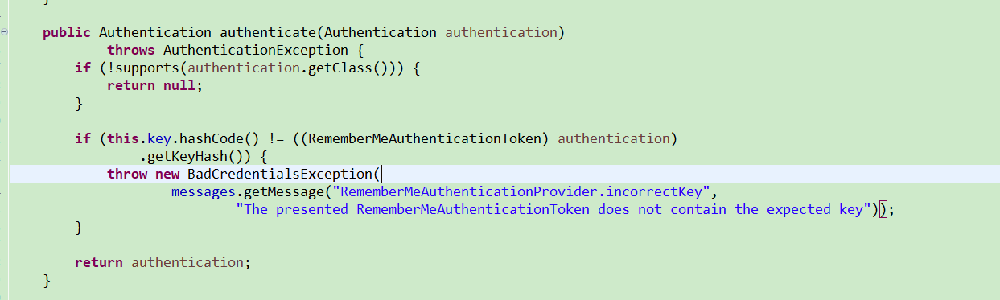 }
public Authentication authenticate(Authentication authentication)
throws AuthenticationException {
if (!supports(authentication.getClass())) {
return null;
}
if (this.key.hashCode() != ((RememberMeAuthenticationToken) authentication)
.getKeyHash()) {
throw new BadCredentialsException(
messages.getMessage("RememberMeAuthenticationProvider.incorrectKey",
"The presented RememberMeAuthenticationToken does not contain the expected key"));
}
return authentication;
}